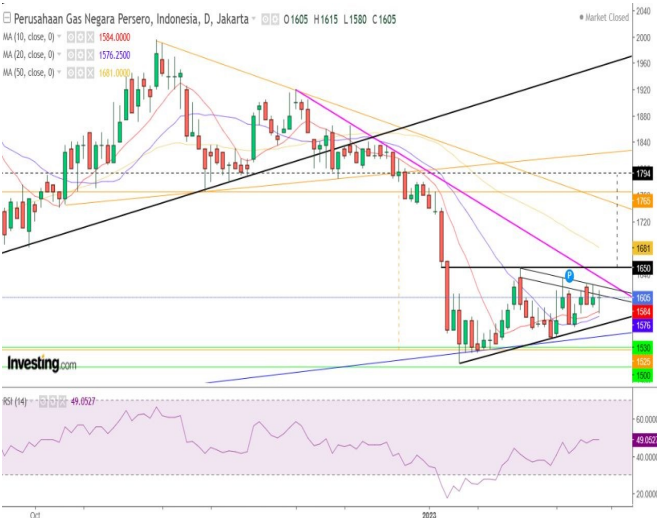 Perusahaan Gas Negara Persero, Indonesia, D, Jakarta O1605 H1615 L1580 C1605
Market Closed
MA (10, close, 0) 1584.0000
MA (20, close, 0) 1576.2500
MA (50, close, 0) 1681.0000
2040
2000
1960
1920
1880
1840
1794
1765
1720
1681
1650
1605
1584
1576
1530
1525
1500
P
Investing.com
RSI (14) 49.0527
60.0000
49.0527
40.0000
20.0000
Oct 2023